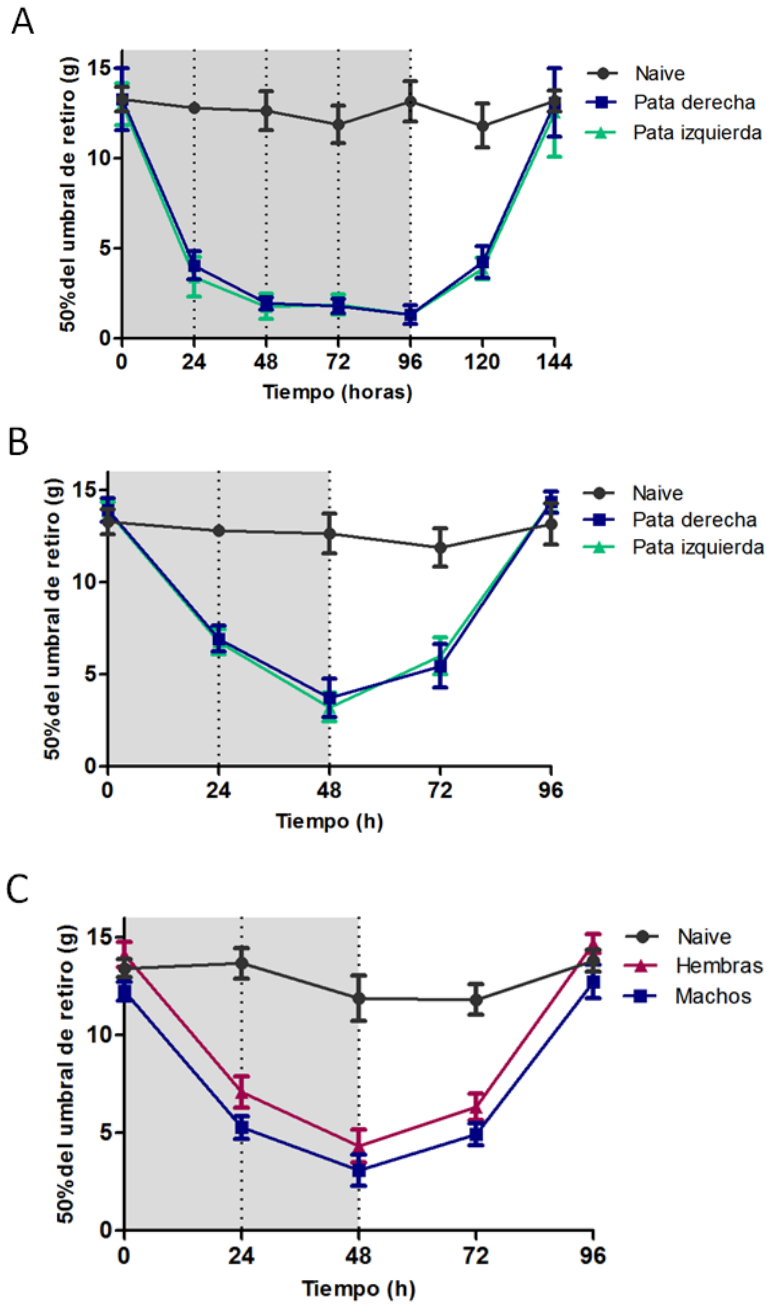 A
50%del umbral de retiro (g)
15
10
5
0
0 24 48 72 96 120 144
Tiempo (horas)
Naive
Pata derecha
Pata izquierda
B
50%del umbral de retiro (g)
15
10
5
0
0 24 48 72 96
Tiempo (h)
Naive
Pata derecha
Pata izquierda
C
50%del umbral de retiro (g)
15
10
5
0
0 24 48 72 96
Tiempo (h)
Naive
Hembras
Machos